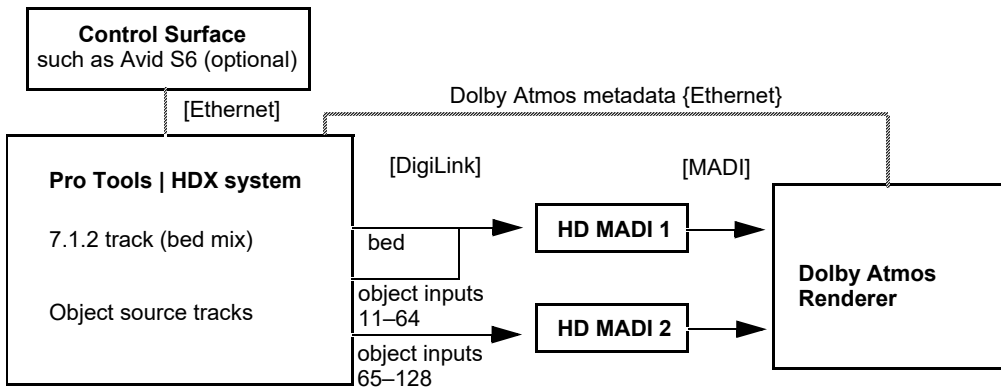 Control Surface
such as Avid S6 (optional)
[Ethernet]
Dolby Atmos metadata {Ethernet}
Pro Tools | HDX system
[DigiLink]
[MADI]
7.1.2 track (bed mix)
bed
HD MADI 1
Dolby Atmos
Renderer
Object source tracks
object inputs
11–64
HD MADI 2
object inputs
65–128